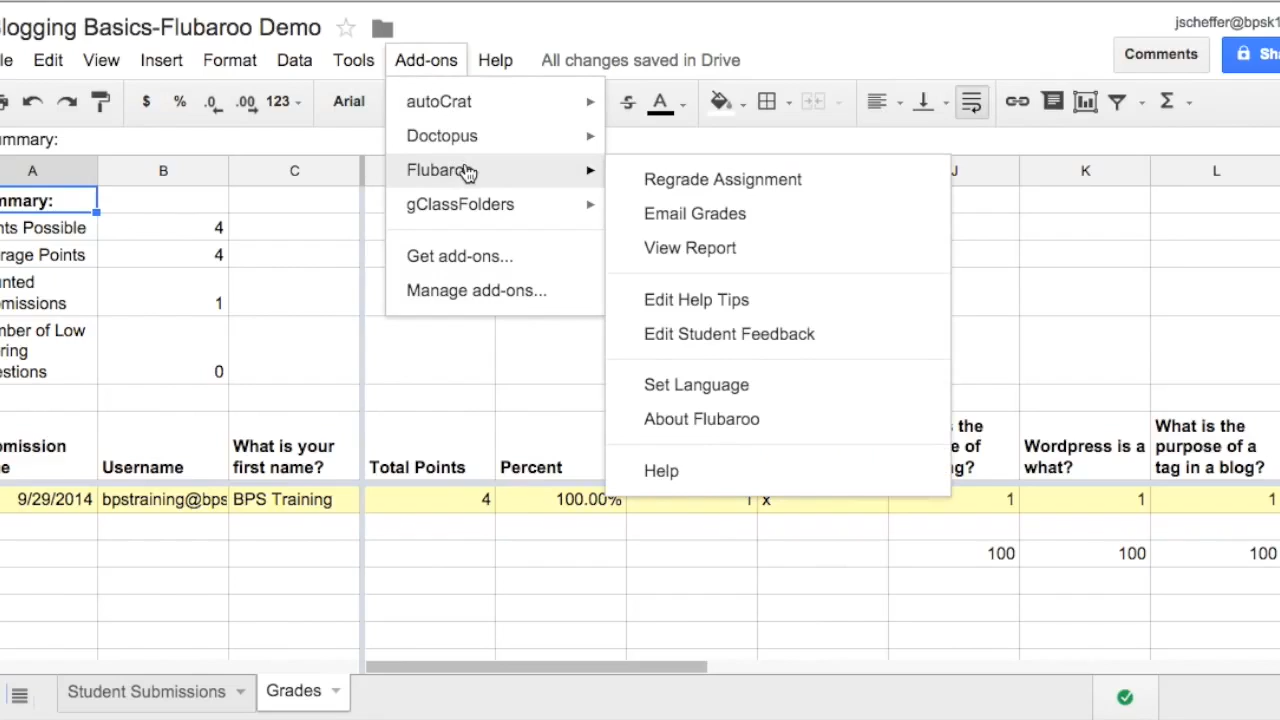 logging Basics-Flubaroo Demo
jscheffer@bpsk1
le Edit View Insert Format Data Tools Add-ons Help All changes saved in Drive
Comments
Sha
$ % .0 .00 123 Arial
autoCrat
Doctopus
Flubaro
gClassFolders
Get add-ons...
Manage add-ons...
Regrade Assignment
Email Grades
View Report
Edit Help Tips
Edit Student Feedback
Set Language
About Flubaroo
Help
ummary:
A B C J K L
mmary:
nts Possible 4
rage Points 4
unted
bmissions 1
mber of Low
ring
estions 0
bmission
e
Username
What is your
first name?
Total Points
Percent
the
e of
g?
Wordpress is a
what?
What is the
purpose of a
tag in a blog?
9/29/2014 bpstraining@bps BPS Training 4 100.00% 1 x 1 1 1
100 100 100
Student Submissions Grades